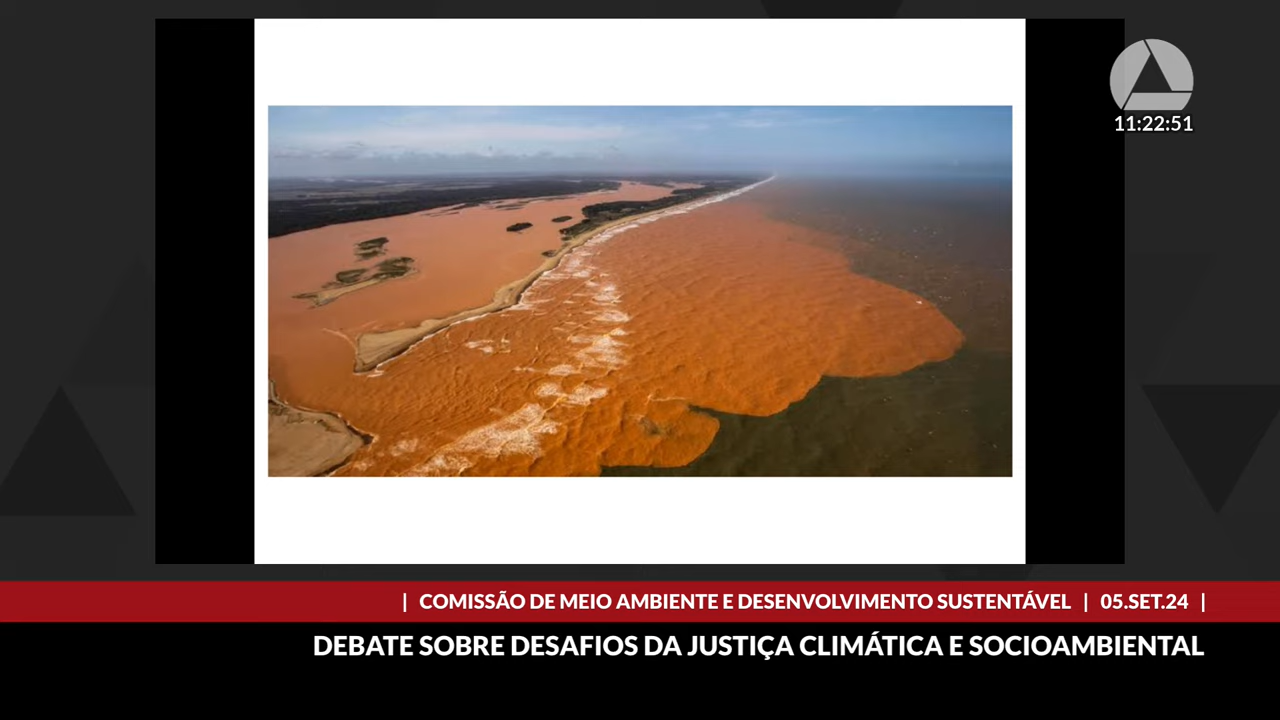 11:22:51
| COMISSÃO DE MEIO AMBIENTE E DESENVOLVIMENTO SUSTENTÁVEL | 05.SET.24 |
DEBATE SOBRE DESAFIOS DA JUSTIÇA CLIMÁTICA E SOCIOAMBIENTAL